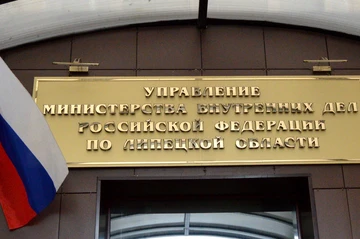 УПРАВЛЕНИЕ
МИНИСТЕРСТВА ВНУТРЕННИХ ДЕЛ
РОССИЙСКОЙ ФЕДЕРАЦИИ
ПО ЛИПЕЦКОЙ ОБЛАСТИ